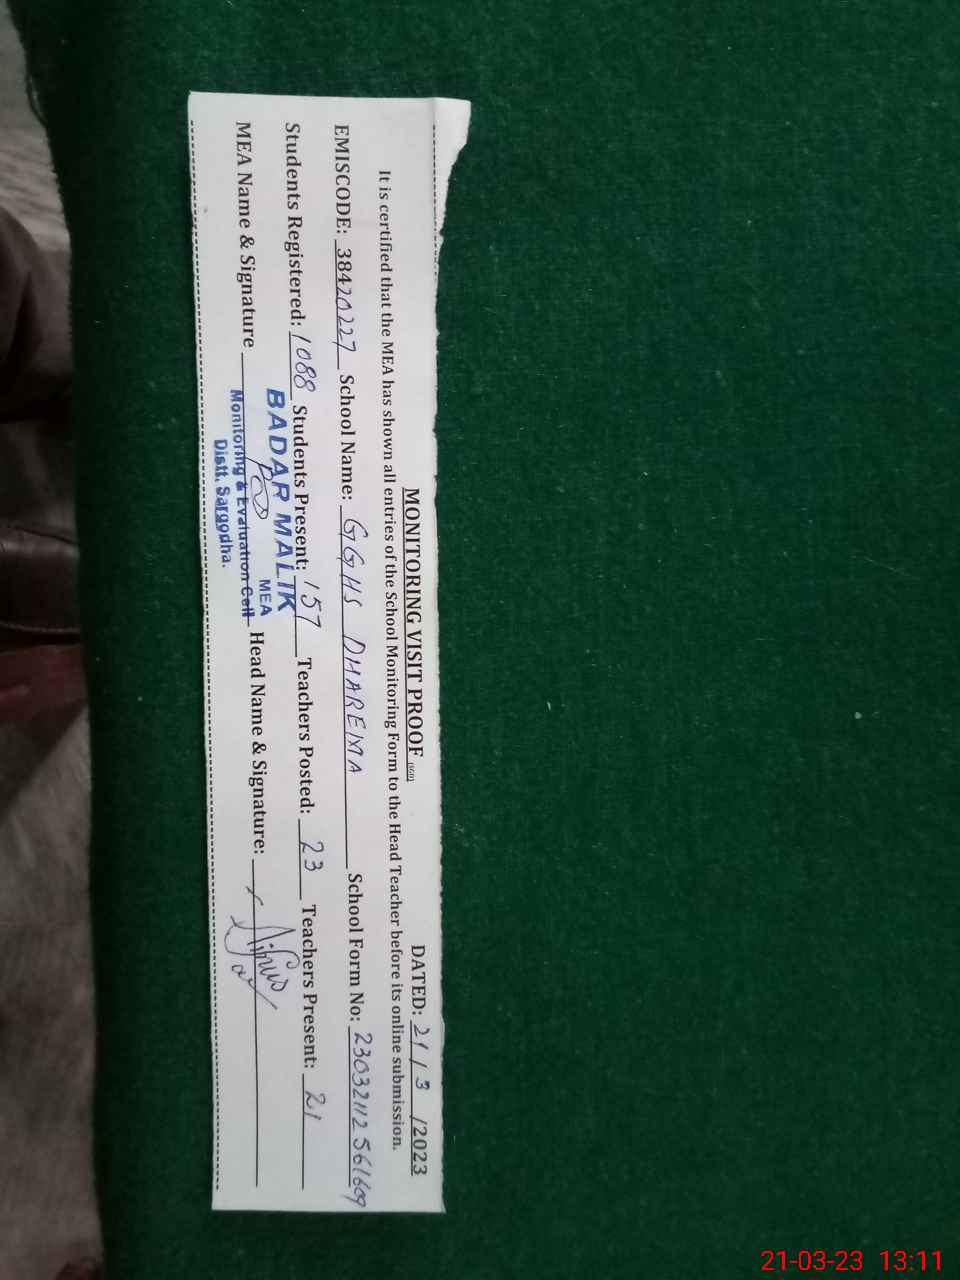 MONITORING VISIT PROOF DATED: 21/3/2023
It is certified that the MEA has shown all entries of the School Monitoring Form to the Head Teacher before its online submission.
EMISCODE: 38420227 School Name: GGHS DHAREMA School Form No: 23032112561609
Students Registered: 1088 Students Present: 157 Teachers Posted: 23 Teachers Present: 21
MEA Name & Signature Head Name & Signature:
BADAR MALIK
MEA
Monitoring & Evaluation Cell
Distt. Sargodha.
21-03-23 13:11